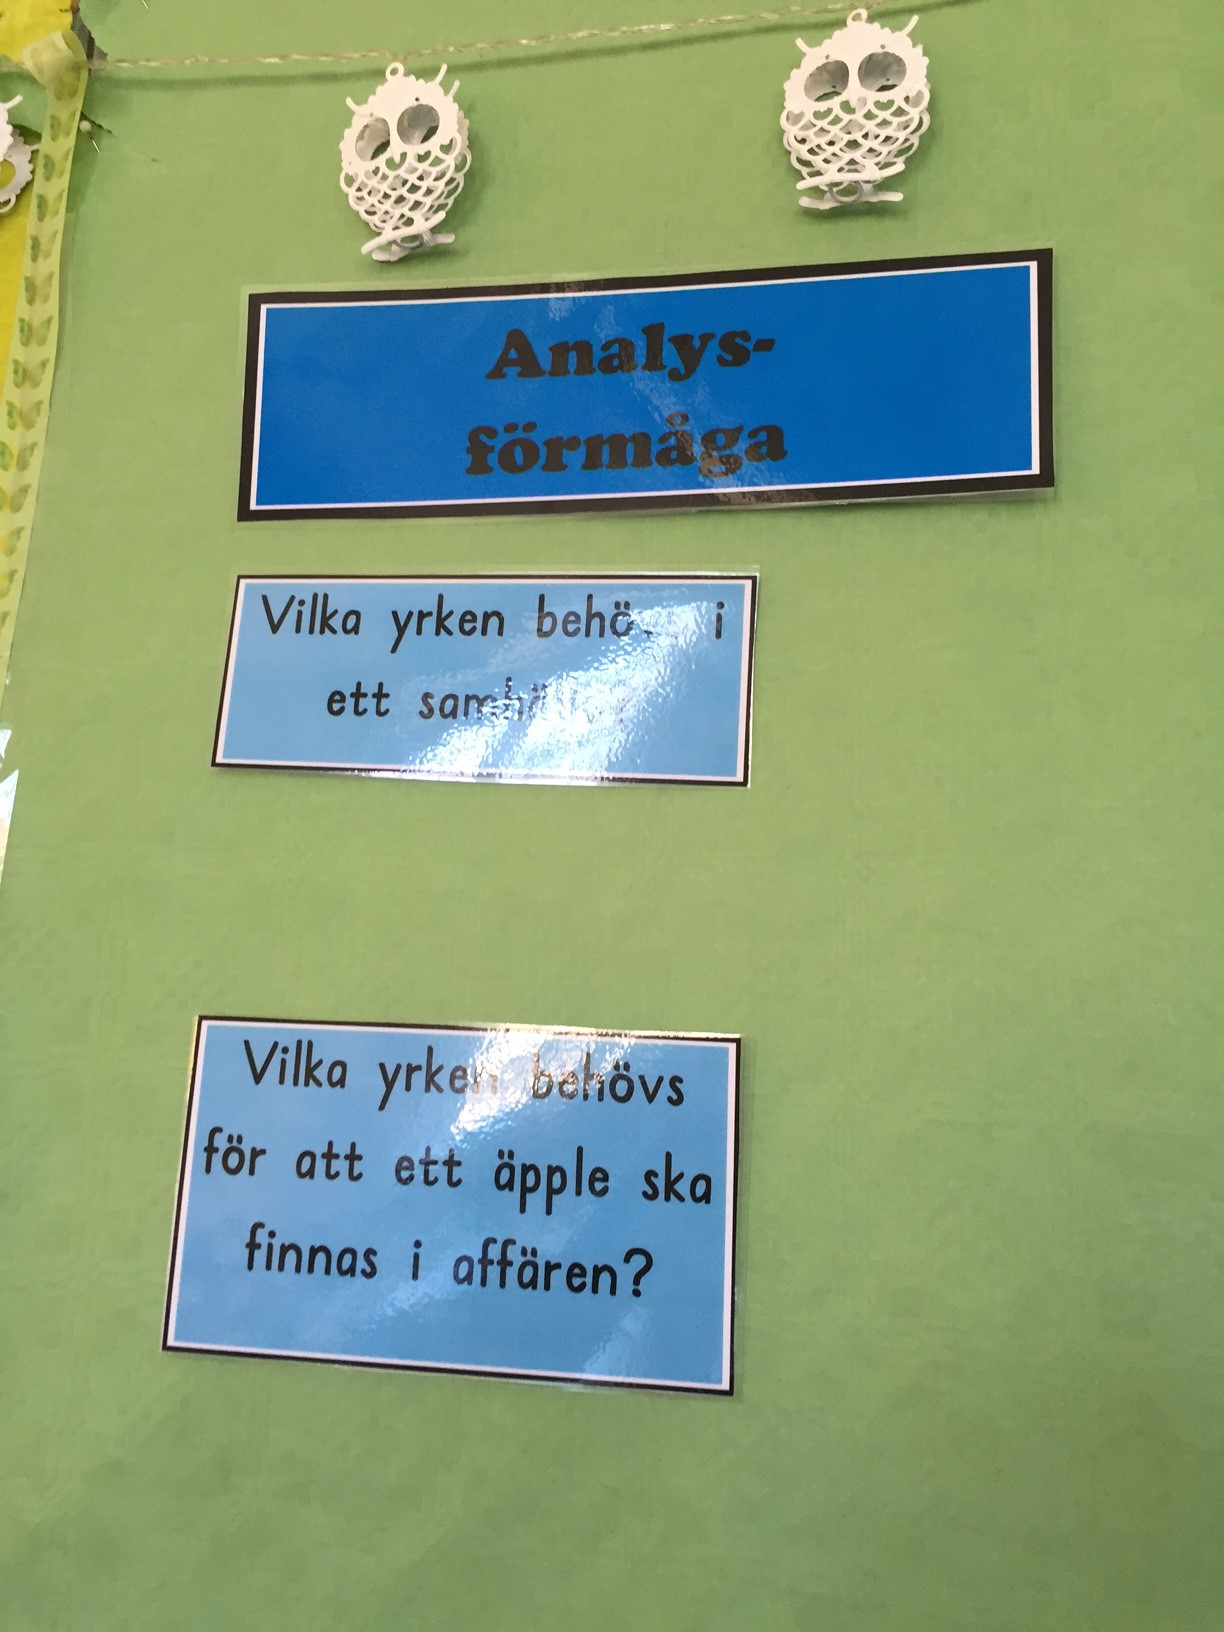 Analys-
förmåga
Vilka yrken i
ett
Vilka yrken behövs
för att ett äpple ska
finnas i affären?